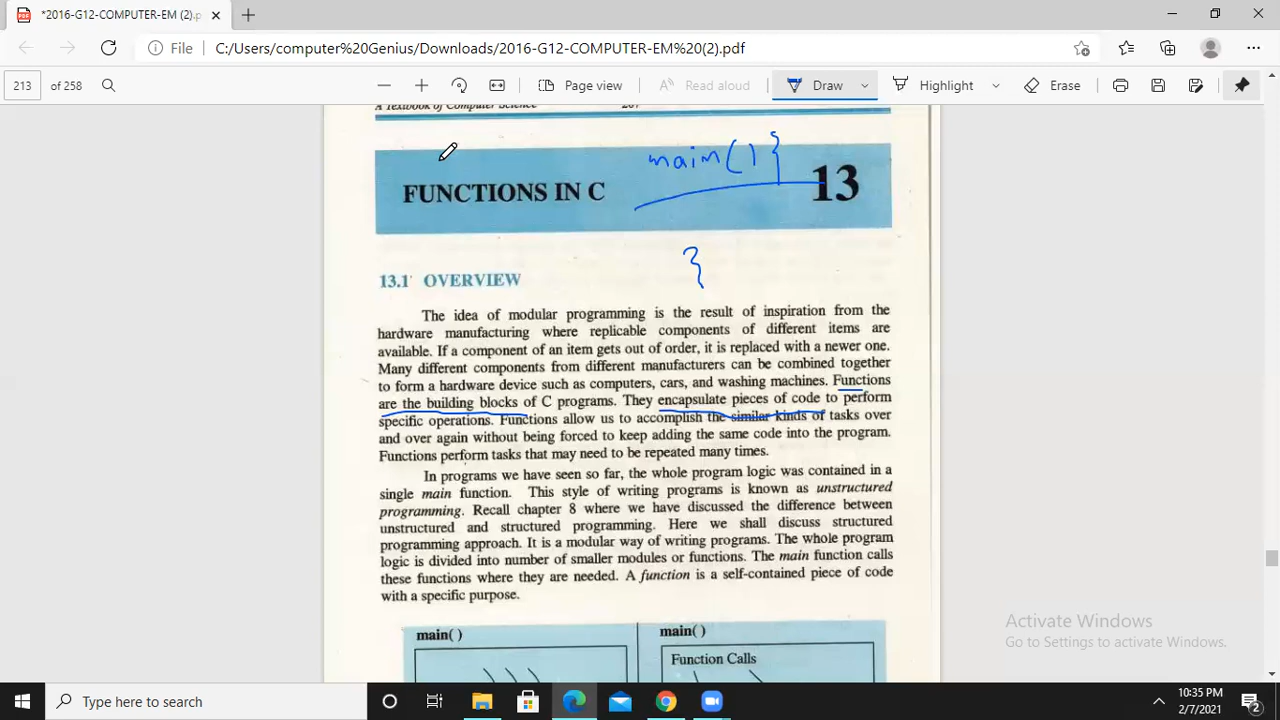 *2016-G12-COMPUTER-EM (2).p
File
C:/Users/computer%20Genius/Downloads/2016-G12-COMPUTER-EM%20(2).pdf
213 of 258
Page view
Read aloud
Draw
Highlight
Erase
A Textbook of Computer Science
FUNCTIONS IN C
main( ) }
13
}
13.1 OVERVIEW
The idea of modular programming is the result of inspiration from the
hardware manufacturing where replicable components of different items are
available. If a component of an item gets out of order, it is replaced with a newer one.
Many different components from different manufacturers can be combined together
to form a hardware device such as computers, cars, and washing machines. Functions
are the building blocks of C programs. They encapsulate pieces of code to perform
specific operations. Functions allow us to accomplish the similar kinds of tasks over
and over again without being forced to keep adding the same code into the program.
Functions perform tasks that may need to be repeated many times.
In programs we have seen so far, the whole program logic was contained in a
single main function. This style of writing programs is known as unstructured
programming. Recall chapter 8 where we have discussed the difference between
unstructured and structured programming. Here we shall discuss structured
programming approach. It is a modular way of writing programs. The whole program
logic is divided into number of smaller modules or functions. The main function calls
these functions where they are needed. A function is a self-contained piece of code
with a specific purpose.
main( )
main( )
Function Calls
Activate Windows
Go to Settings to activate Windows.
Type here to search
10:35 PM
2/7/2021
2